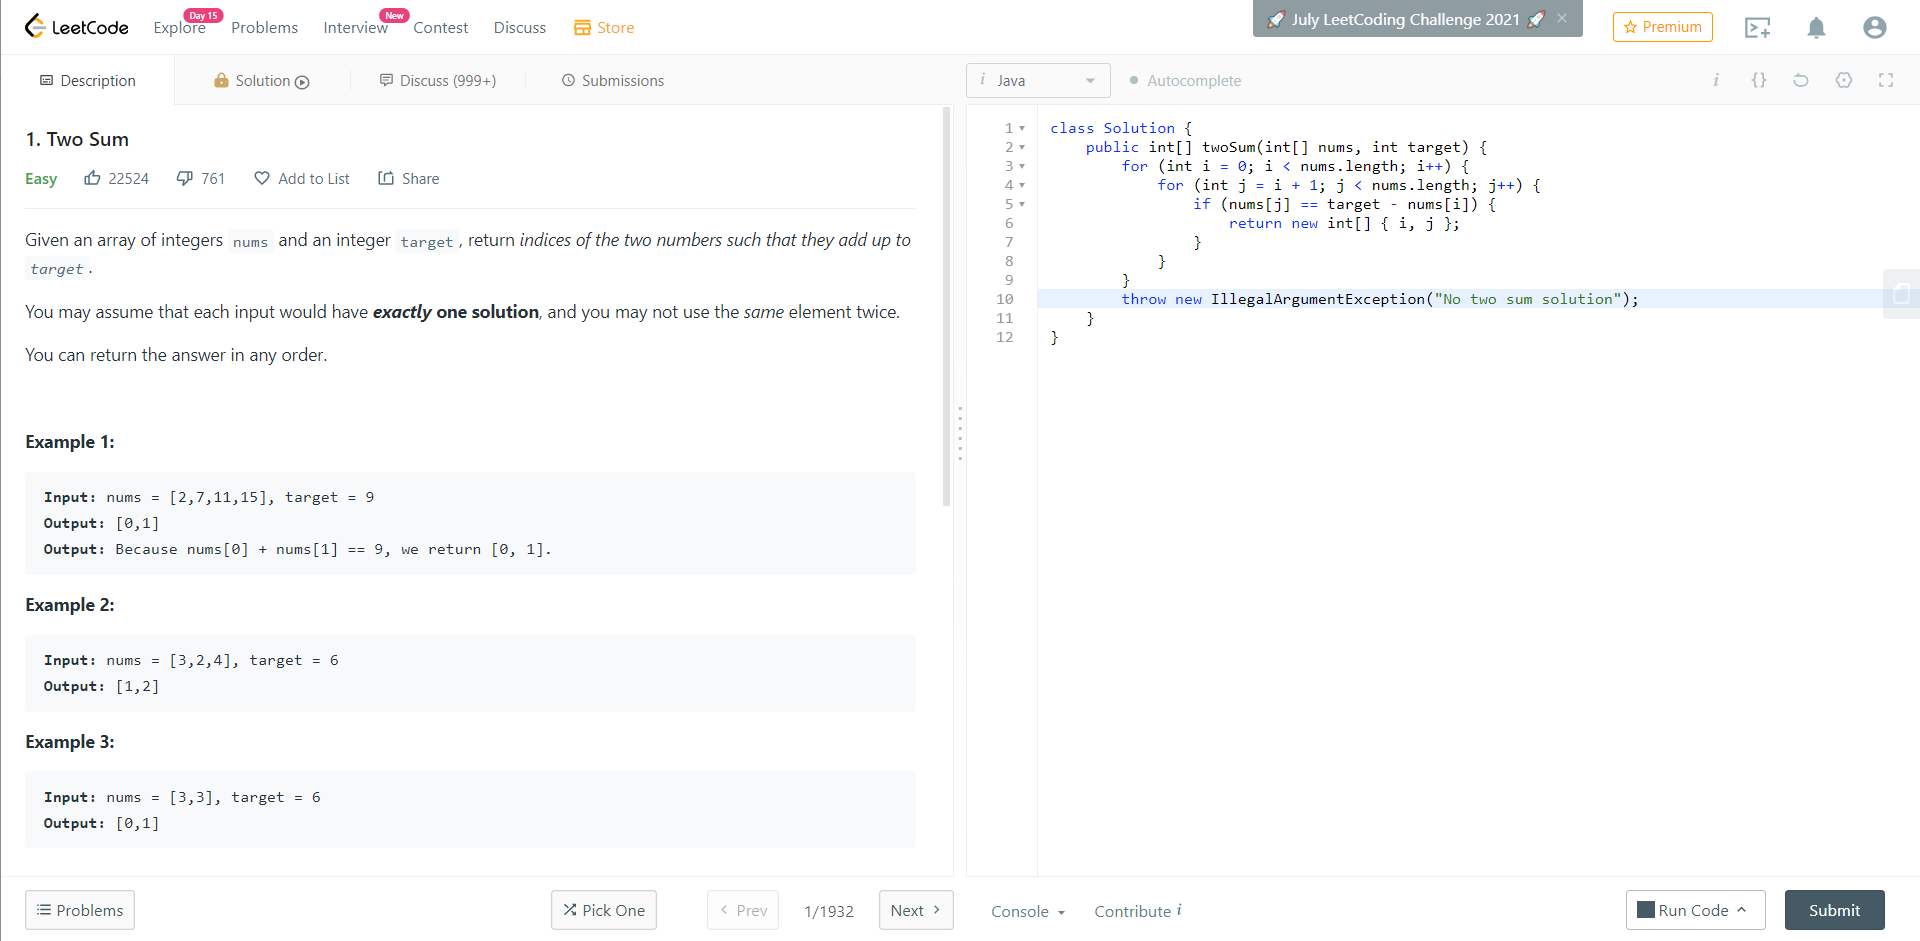 LeetCode
Explore Day 15 Problems Interview New Contest Discuss Store
🚀 July LeetCoding Challenge 2021 🚀 ×
Premium
Description Solution Discuss (999+) Submissions
i Java Autocomplete
i {}
1. Two Sum
Easy 22524 761 Add to List Share
Given an array of integers nums and an integer target, return indices of the two numbers such that they add up to
target.
You may assume that each input would have exactly one solution, and you may not use the same element twice.
You can return the answer in any order.
Example 1:
Input: nums = [2,7,11,15], target = 9
Output: [0,1]
Output: Because nums[0] + nums[1] == 9, we return [0, 1].
Example 2:
Input: nums = [3,2,4], target = 6
Output: [1,2]
Example 3:
Input: nums = [3,3], target = 6
Output: [0,1]
1 class Solution {
2     public int[] twoSum(int[] nums, int target) {
3         for (int i = 0; i < nums.length; i++) {
4             for (int j = i + 1; j < nums.length; j++) {
5                 if (nums[j] == target - nums[i]) {
6                     return new int[] { i, j };
7                 }
8             }
9         }
10         throw new IllegalArgumentException("No two sum solution");
11     }
12 }
Problems Pick One < Prev 1/1932 Next > Console Contribute i Run Code Submit